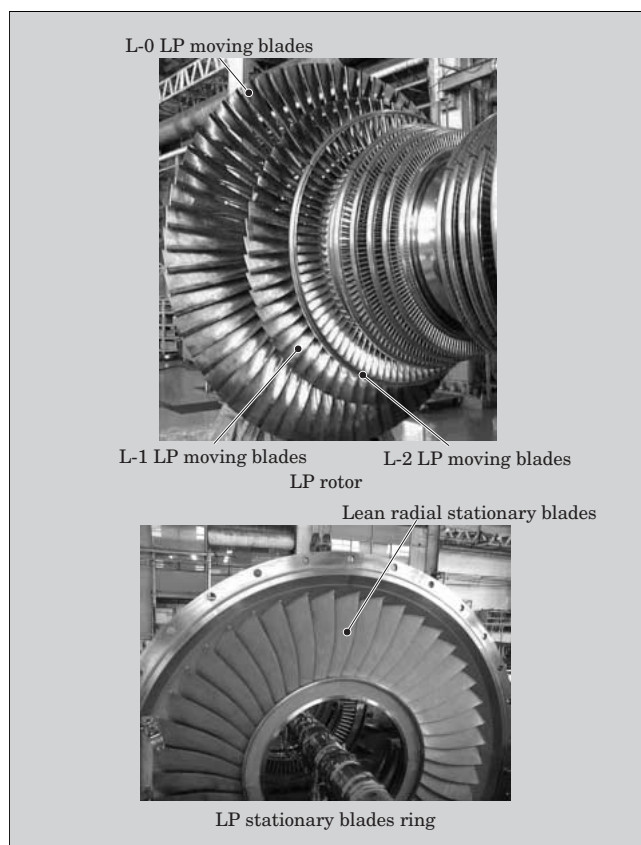 L-0 LP moving blades
L-1 LP moving blades
L-2 LP moving blades
LP rotor
Lean radial stationary blades
LP stationary blades ring